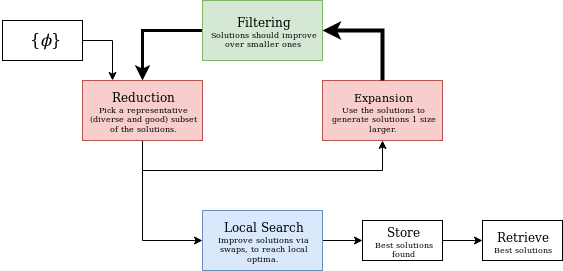 {ϕ}
Filtering
Solutions should improve
over smaller ones
Reduction
Pick a representative
(diverse and good) subset
of the solutions.
Expansion
Use the solutions to
generate solutions 1 size
larger.
Local Search
Improve solutions via
swaps, to reach local
optima.
Store
Best solutions
found
Retrieve
Best solutions